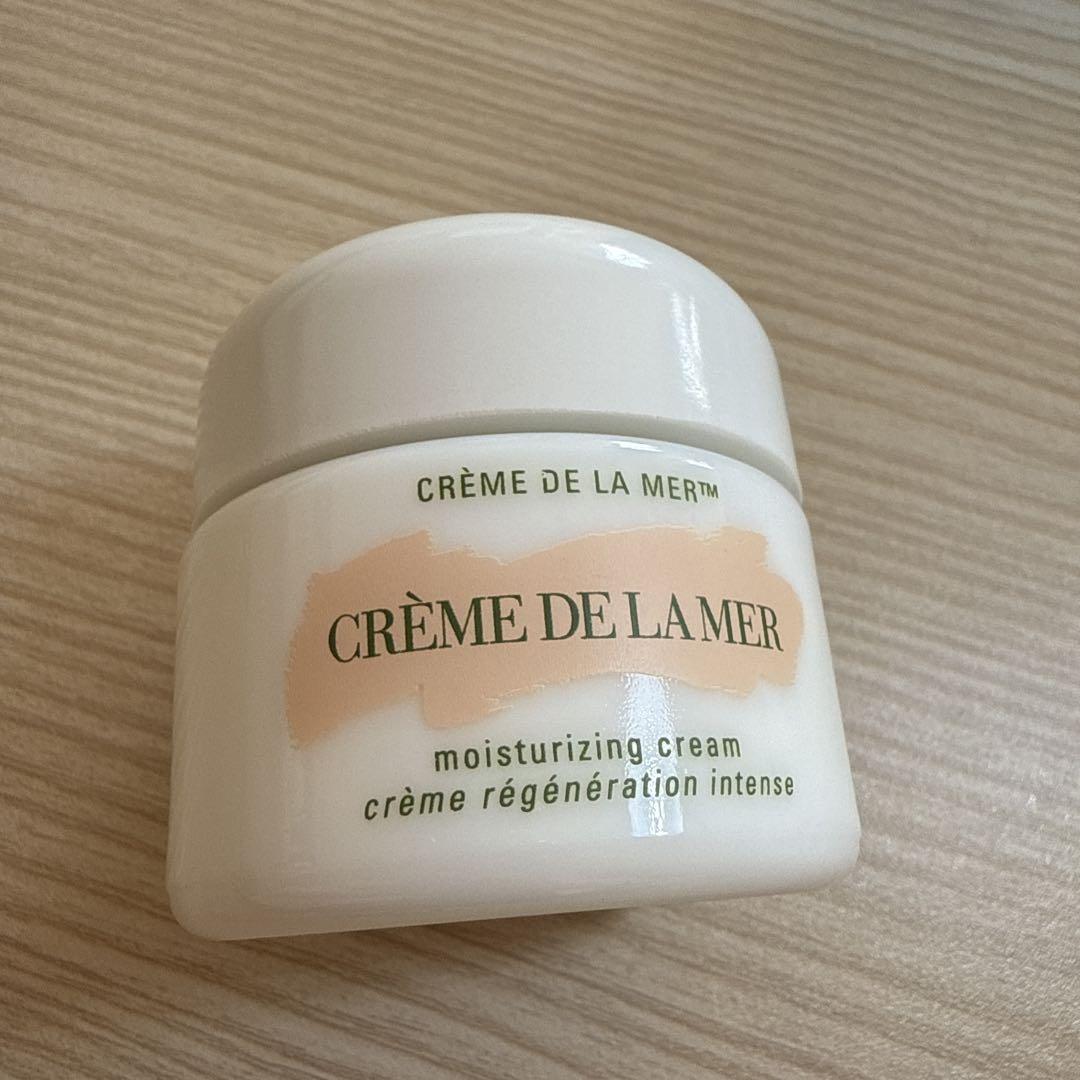 CRÈME DE LA MER™
CRÈME DE LA MER
moisturizing cream
crème régénération intense